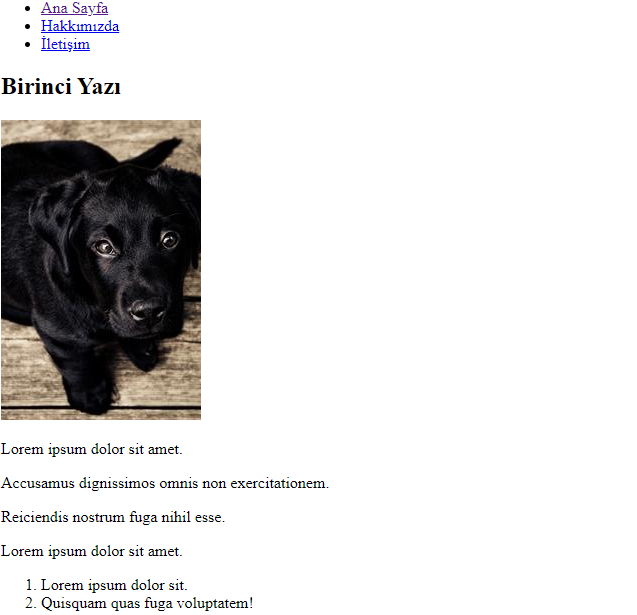 Ana Sayfa
Hakkımızda
İletişim
Birinci Yazı
Lorem ipsum dolor sit amet.
Accusamus dignissimos omnis non exercitationem.
Reiciendis nostrum fuga nihil esse.
Lorem ipsum dolor sit amet.
1. Lorem ipsum dolor sit.
2. Quisquam quas fuga voluptatem!